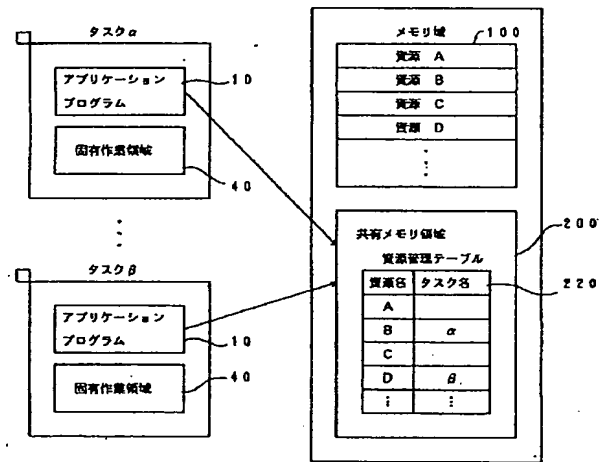 タスクα
アプリケーション
プログラム
10
固有作業領域
40
タスクβ
アプリケーション
プログラム
10
固有作業領域
40
メモリ域
100
資源 A
資源 B
資源 C
資源 D
共有メモリ領域
200
資源管理テーブル
220
資源名 タスク名
A
B α
C
D β